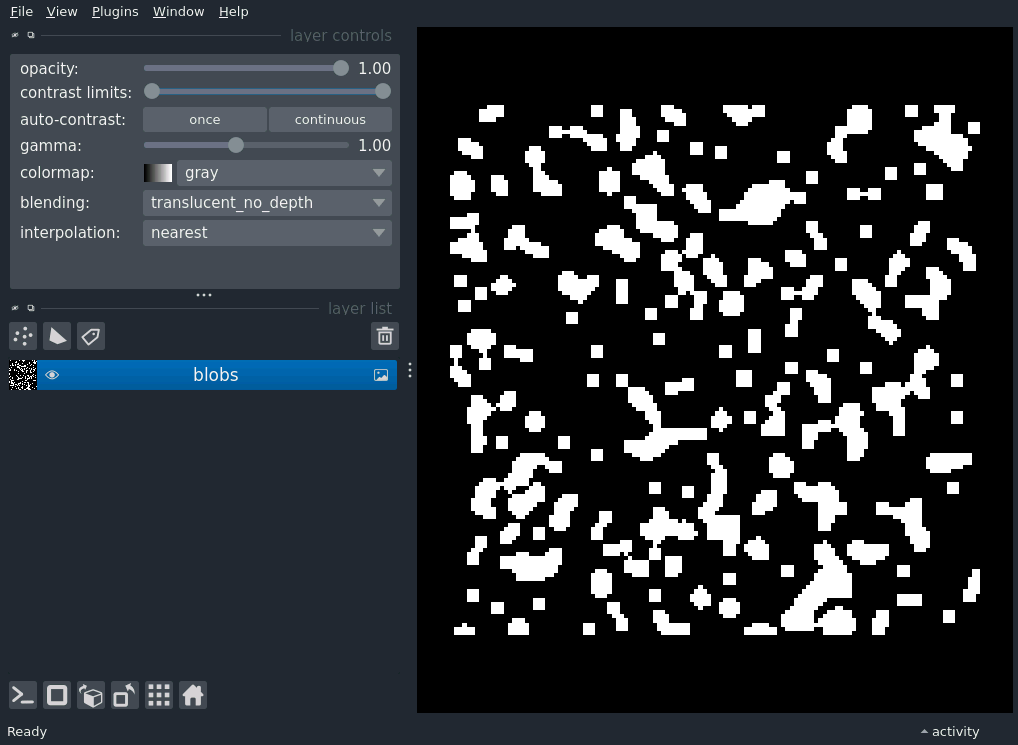 File View Plugins Window Help
layer controls
opacity: 1.00
contrast limits:
auto-contrast: once continuous
gamma: 1.00
colormap: gray
blending: translucent_no_depth
interpolation: nearest
layer list
blobs
Ready activity